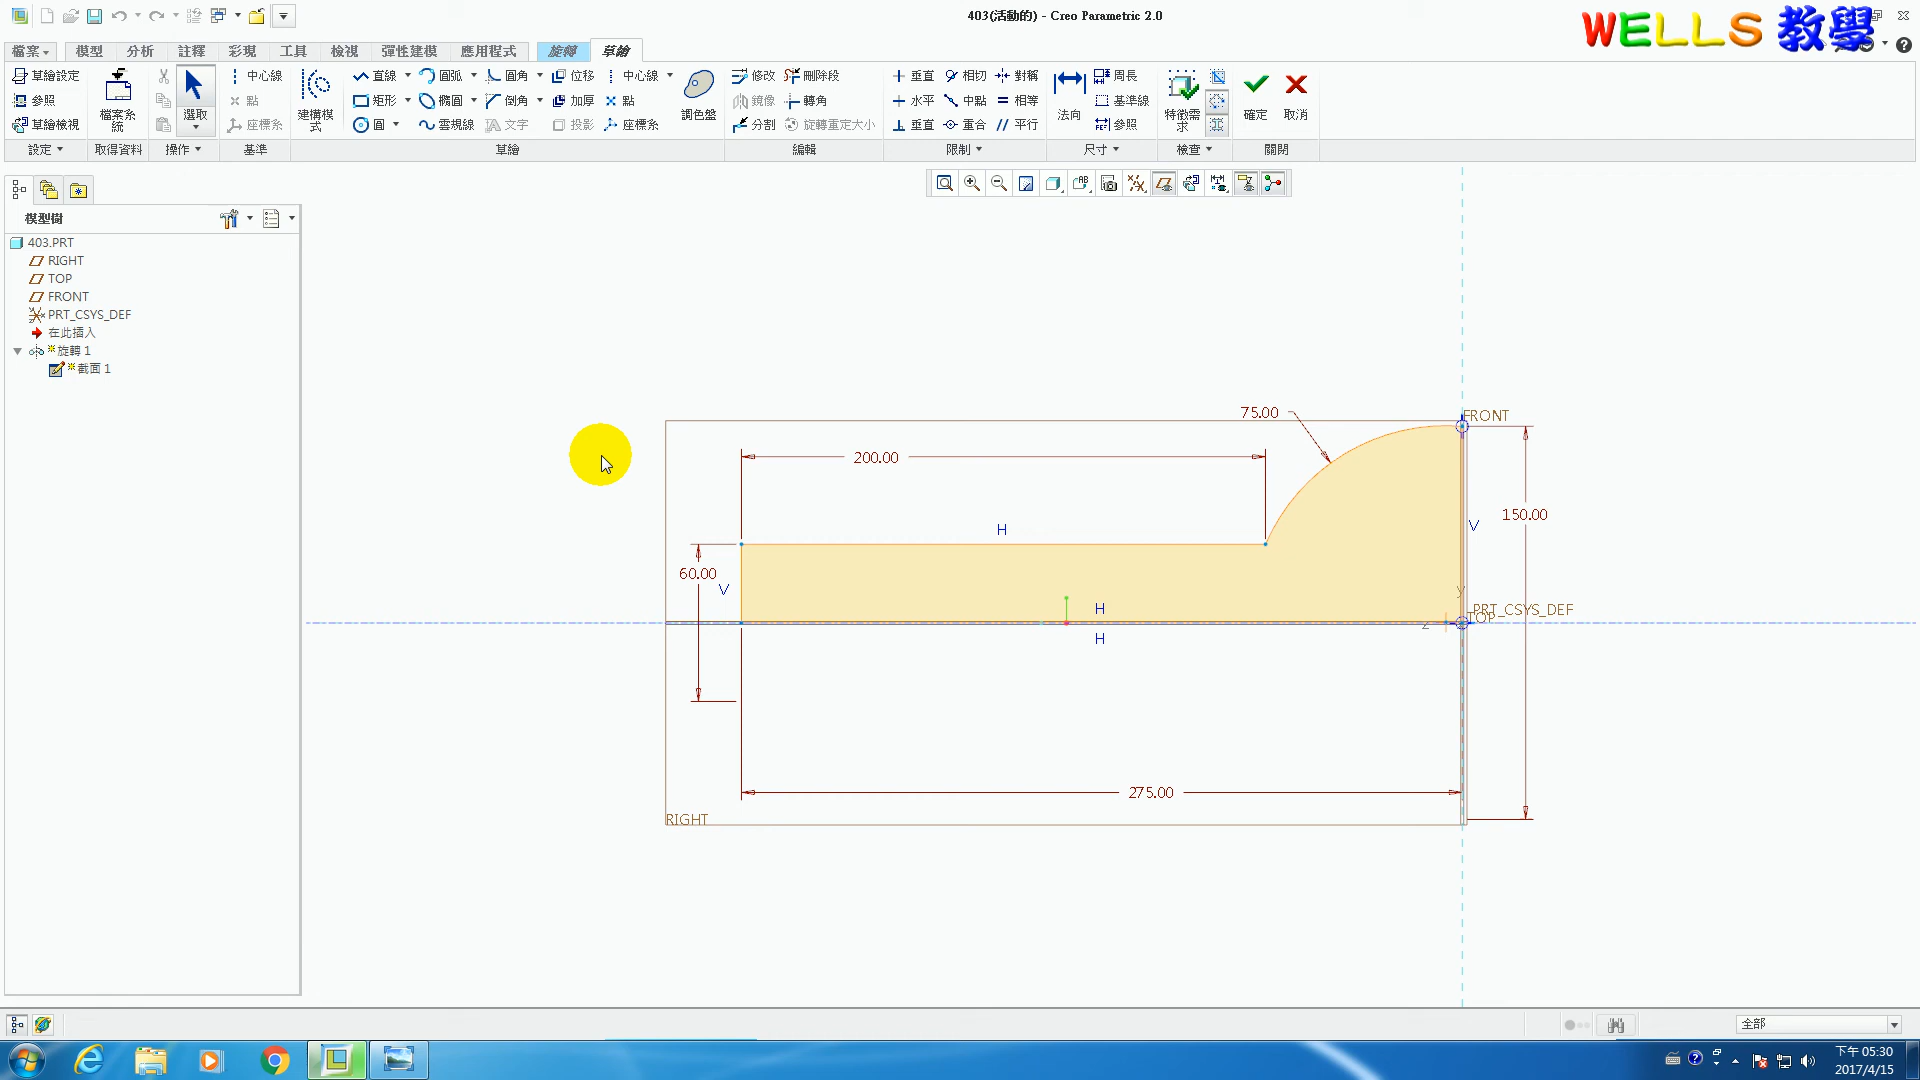 403(活動的) - Creo Parametric 2.0
WELLS 教學
檔案 模型 分析 註釋 彩現 工具 檢視 彈性建模 應用程式 旋轉 草繪
草繪設定 中心線 直線 圓弧 圓角 位移 中心線 修改 刪除段 垂直 相切 對稱 周長
參照 點 矩形 橢圓 倒角 加厚 點 鏡像 轉角 水平 中點 相等 基準線
草繪檢視 檔案系統 選取 座標系 建構模式 圓 雲規線 文字 投影 座標系 調色盤 分割 旋轉重定大小 垂直 重合 平行 法向 參照 特徵需求 確定 取消
設定 取得資料 操作 基準 草繪 編輯 限制 尺寸 檢查 關閉
模型樹
403.PRT
RIGHT
TOP
FRONT
PRT_CSYS_DEF
在此插入
旋轉 1
截面 1
75.00
FRONT
200.00
150.00
H
V
60.00
V
y
H
PRT_CSYS_DEF
TOP
Z
H
275.00
RIGHT
全部
下午 05:30
2017/4/15